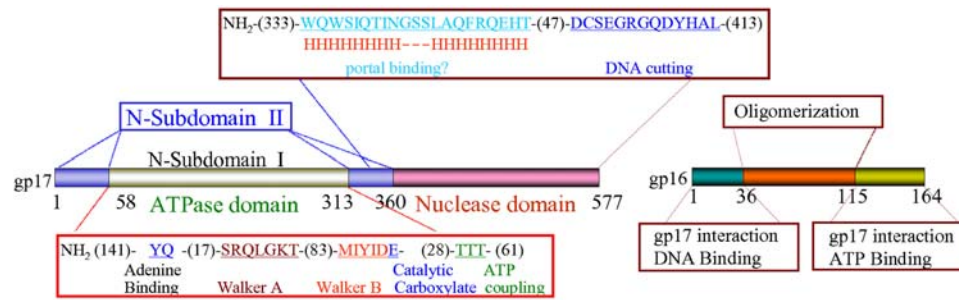 NH2-(333)-WQWSIQTINGSSLAQFRQEHT-(47)-DCSEGRGQDYHAL-(413)
HHHHHHHH---HHHHHHHH
portal binding? DNA cutting
N-Subdomain II
Oligomerization
N-Subdomain I
gp17
gp16
1 58 313 360 577
ATPase domain Nuclease domain
1 36 115 164
NH2 (141)- YQ -(17)-SRQLGKT-(83)-MIYIDE- (28)-TTT- (61)
Adenine Catalytic ATP
Binding Walker A Walker B Carboxylate coupling
gp17 interaction
DNA Binding
gp16 interaction
ATP Binding